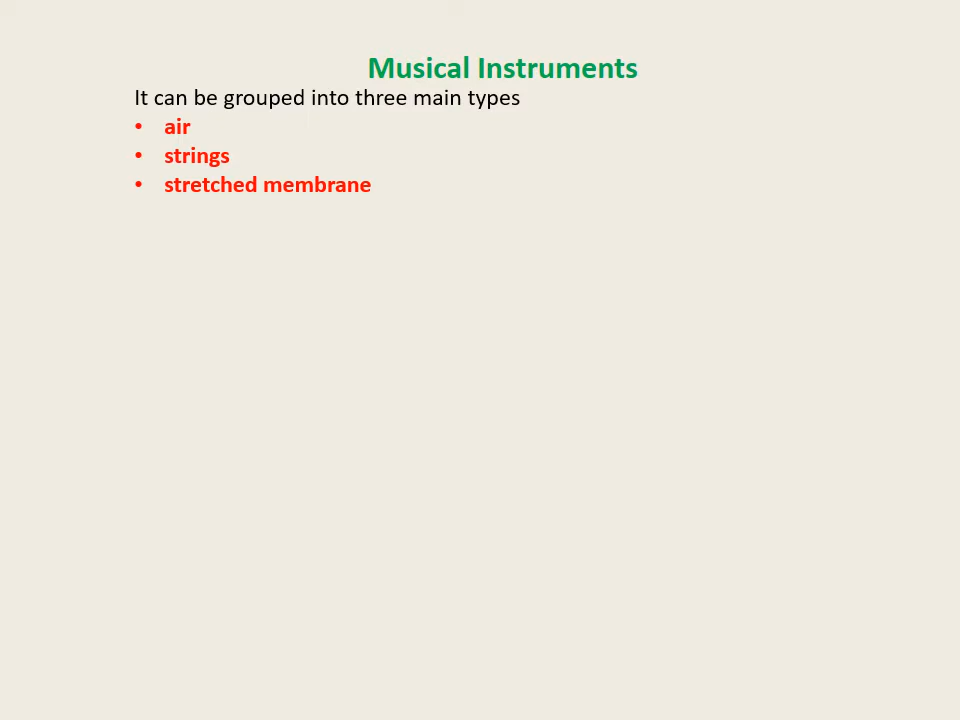 Musical Instruments
It can be grouped into three main types
• air
• strings
• stretched membrane